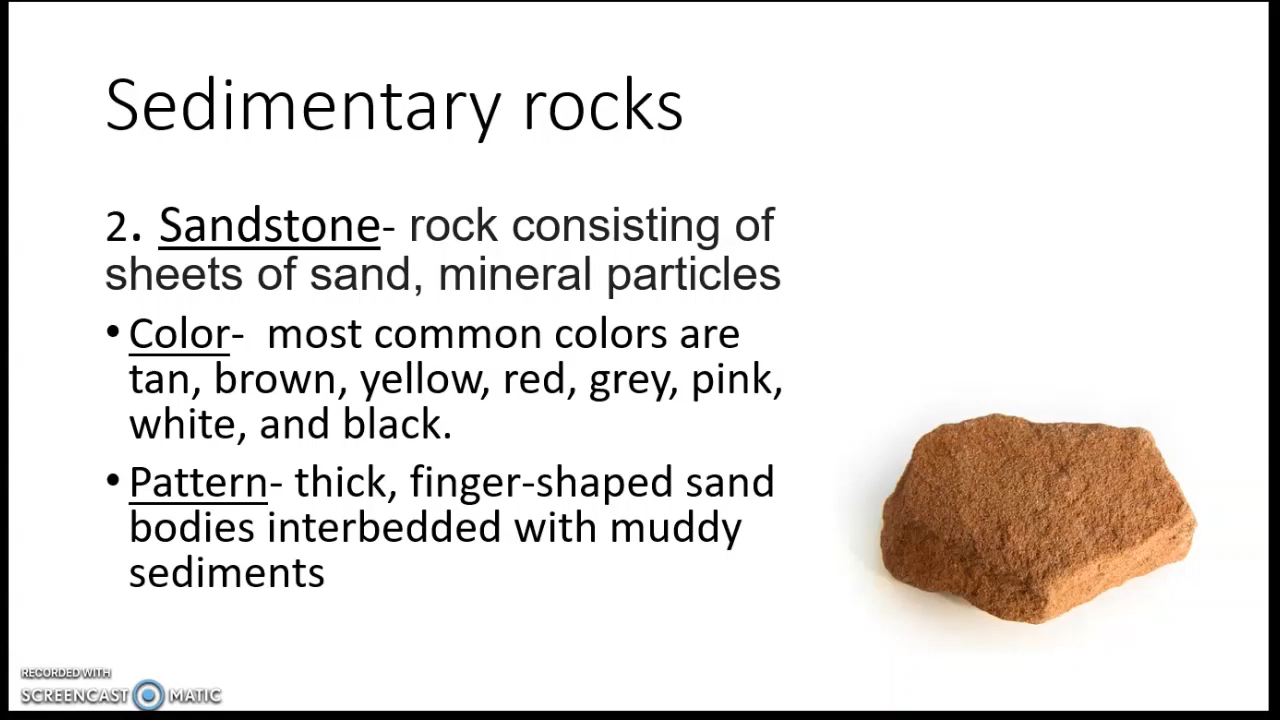 Sedimentary rocks
2. Sandstone- rock consisting of
sheets of sand, mineral particles
•Color-  most common colors are
tan, brown, yellow, red, grey, pink,
white, and black.
•Pattern- thick, finger-shaped sand
bodies interbedded with muddy
sediments
RECORDED WITH
SCREENCAST MATIC